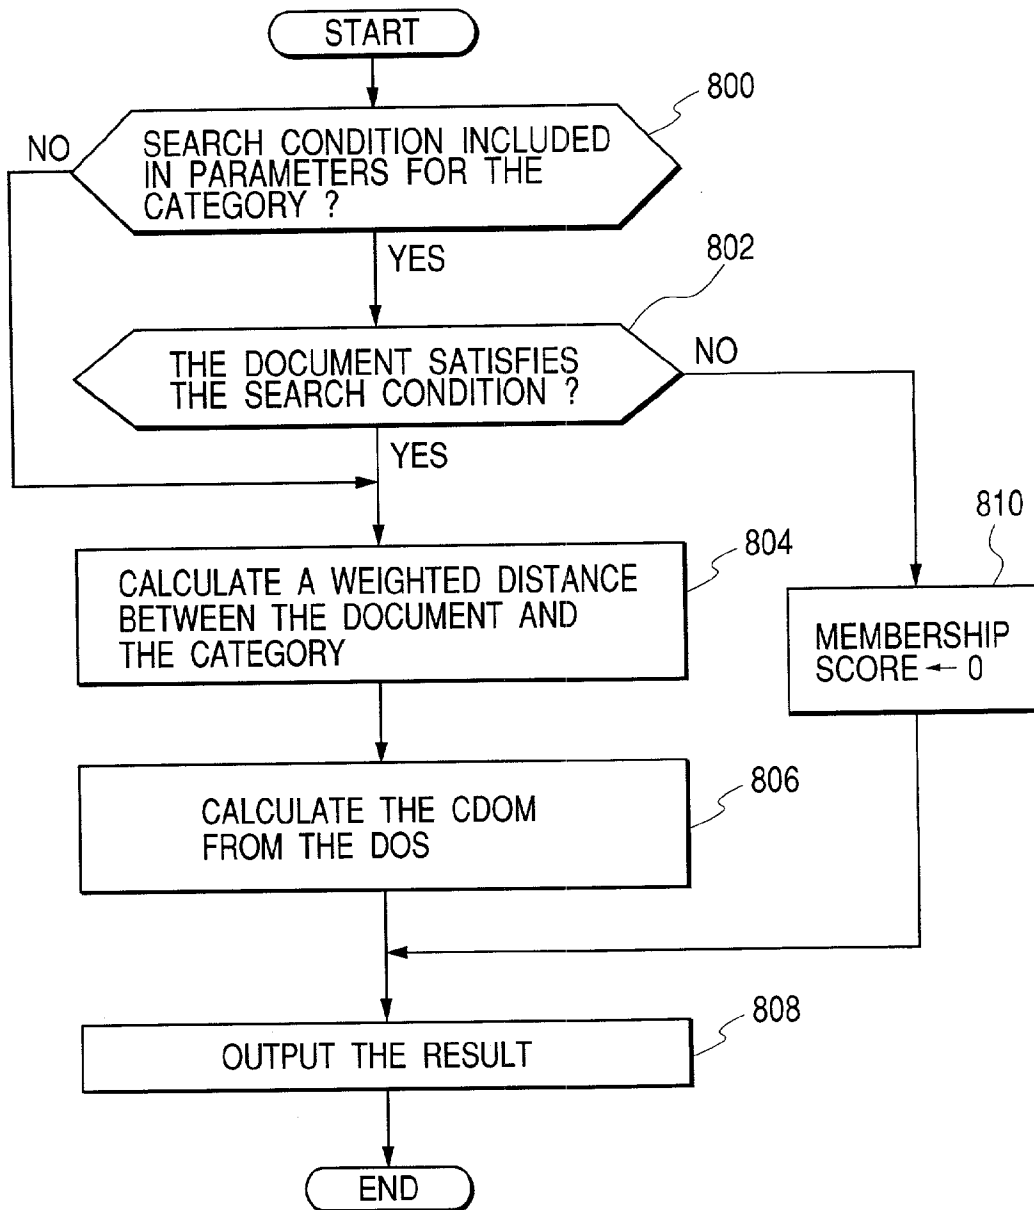 START
800
NO
SEARCH CONDITION INCLUDED
IN PARAMETERS FOR THE
CATEGORY ?
YES
802
THE DOCUMENT SATISFIES
THE SEARCH CONDITION ?
NO
YES
804
810
CALCULATE A WEIGHTED DISTANCE
BETWEEN THE DOCUMENT AND
THE CATEGORY
MEMBERSHIP
SCORE ← 0
806
CALCULATE THE CDOM
FROM THE DOS
808
OUTPUT THE RESULT
END